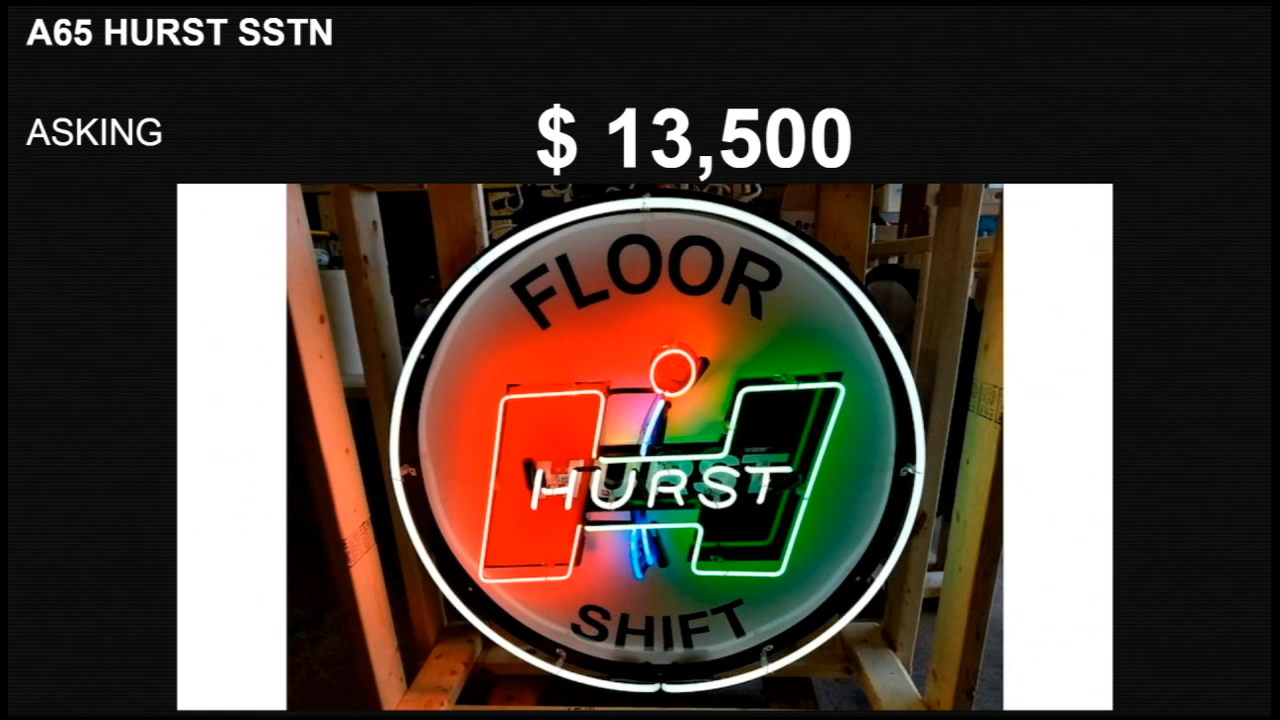 A65 HURST SSTN
ASKING
$ 13,500
FLOOR
HURST
SHIFT